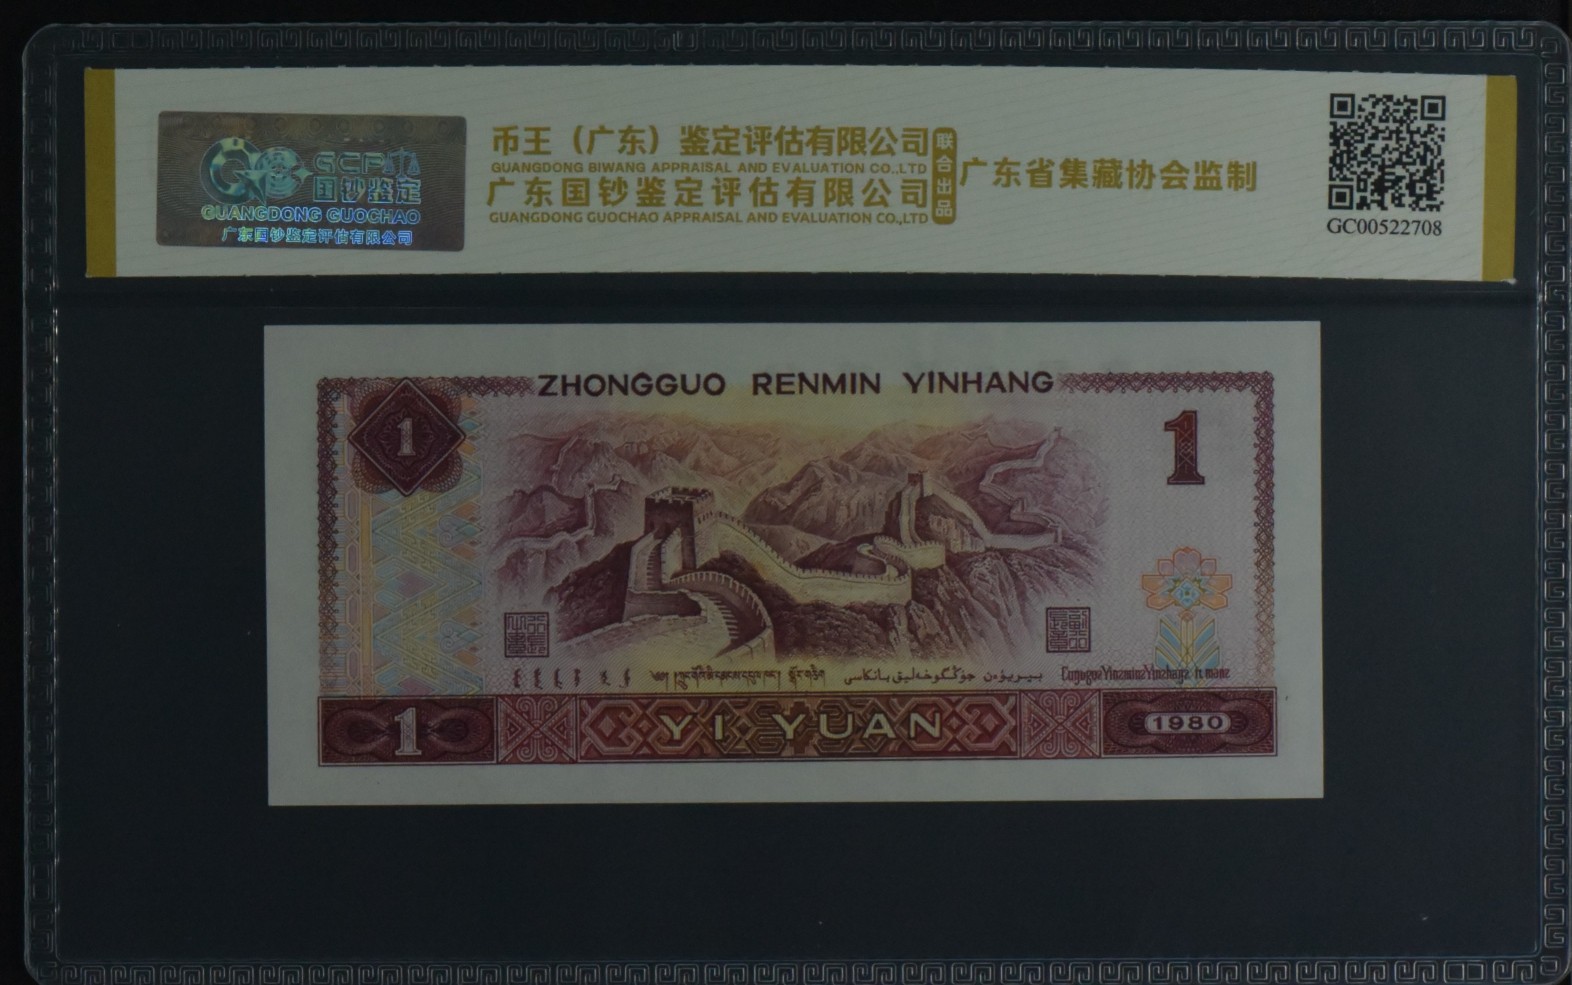 GCP
国钞鉴定
GUANGDONG GUOCHAO
广东国钞鉴定评估有限公司
币王（广东）鉴定评估有限公司
GUANGDONG BIWANG APPRAISAL AND EVALUATION CO.,LTD
广东国钞鉴定评估有限公司
GUANGDONG GUOCHAO APPRAISAL AND EVALUATION CO.,LTD
联合出品
广东省集藏协会监制
GC00522708
ZHONGGUO RENMIN YINHANG
1
1
1
YI YUAN
1980